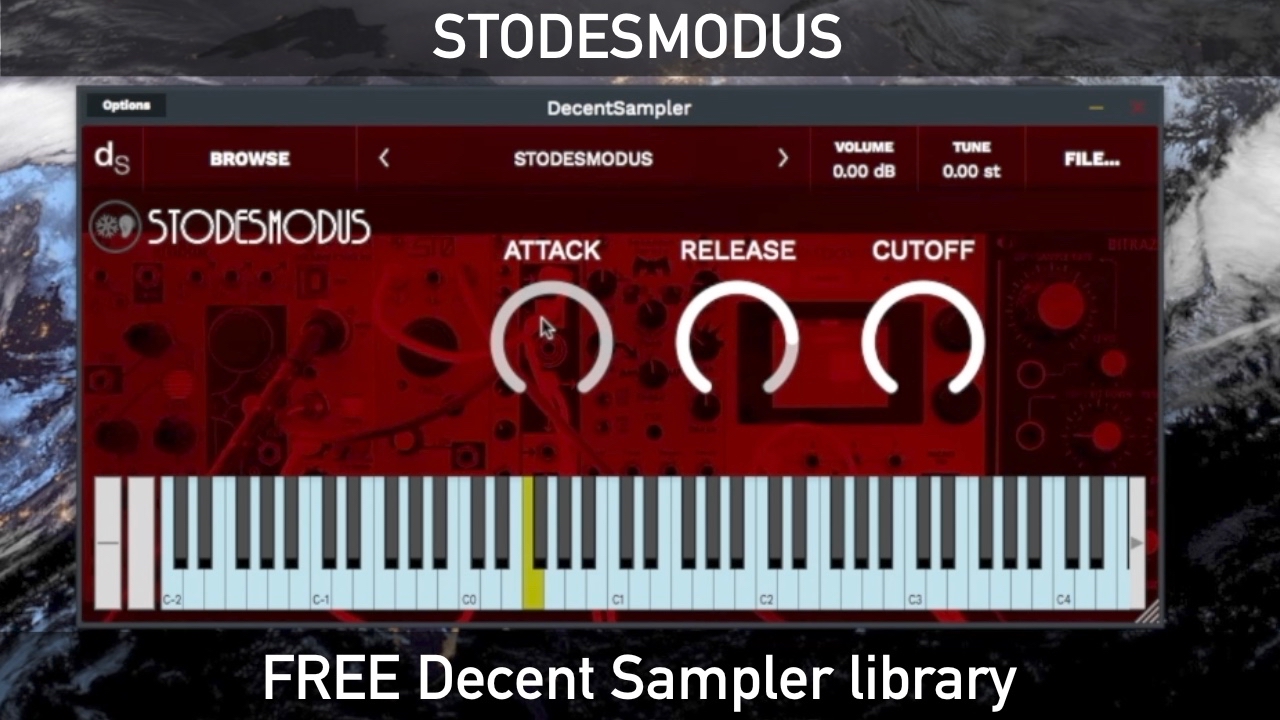 STODESMODUS
Options
DecentSampler
dS
BROWSE
STODESMODUS
VOLUME
0.00 dB
TUNE
0.00 st
FILE...
STODESMODUS
ATTACK
RELEASE
CUTOFF
C-2
C-1
C0
C1
C2
C3
C4
FREE Decent Sampler library